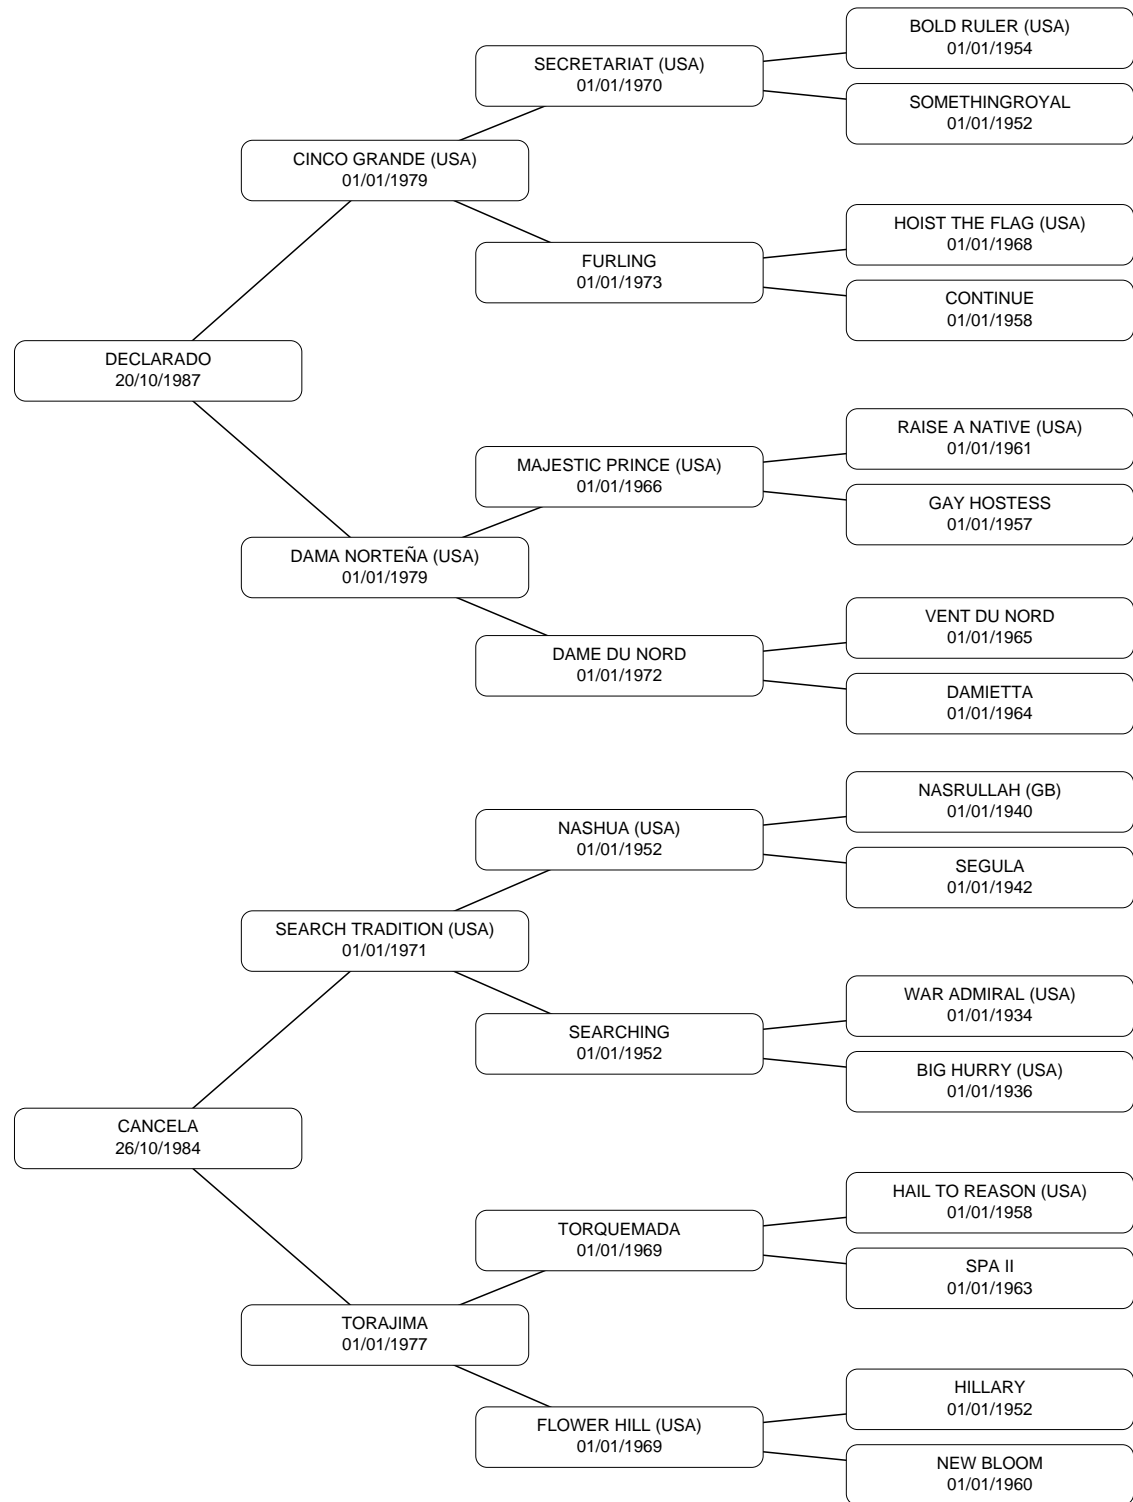 BOLD RULER (USA)
01/01/1954
SECRETARIAT (USA)
01/01/1970
SOMETHINGROYAL
01/01/1952
CINCO GRANDE (USA)
01/01/1979
HOIST THE FLAG (USA)
01/01/1968
FURLING
01/01/1973
CONTINUE
01/01/1958
DECLARADO
20/10/1987
RAISE A NATIVE (USA)
01/01/1961
MAJESTIC PRINCE (USA)
01/01/1966
GAY HOSTESS
01/01/1957
DAMA NORTEÑA (USA)
01/01/1979
VENT DU NORD
01/01/1965
DAME DU NORD
01/01/1972
DAMIETTA
01/01/1964
NASRULLAH (GB)
01/01/1940
NASHUA (USA)
01/01/1952
SEGULA
01/01/1942
SEARCH TRADITION (USA)
01/01/1971
WAR ADMIRAL (USA)
01/01/1934
SEARCHING
01/01/1952
BIG HURRY (USA)
01/01/1936
CANCELA
26/10/1984
HAIL TO REASON (USA)
01/01/1958
TORQUEMADA
01/01/1969
SPA II
01/01/1963
TORAJIMA
01/01/1977
HILLARY
01/01/1952
FLOWER HILL (USA)
01/01/1969
NEW BLOOM
01/01/1960